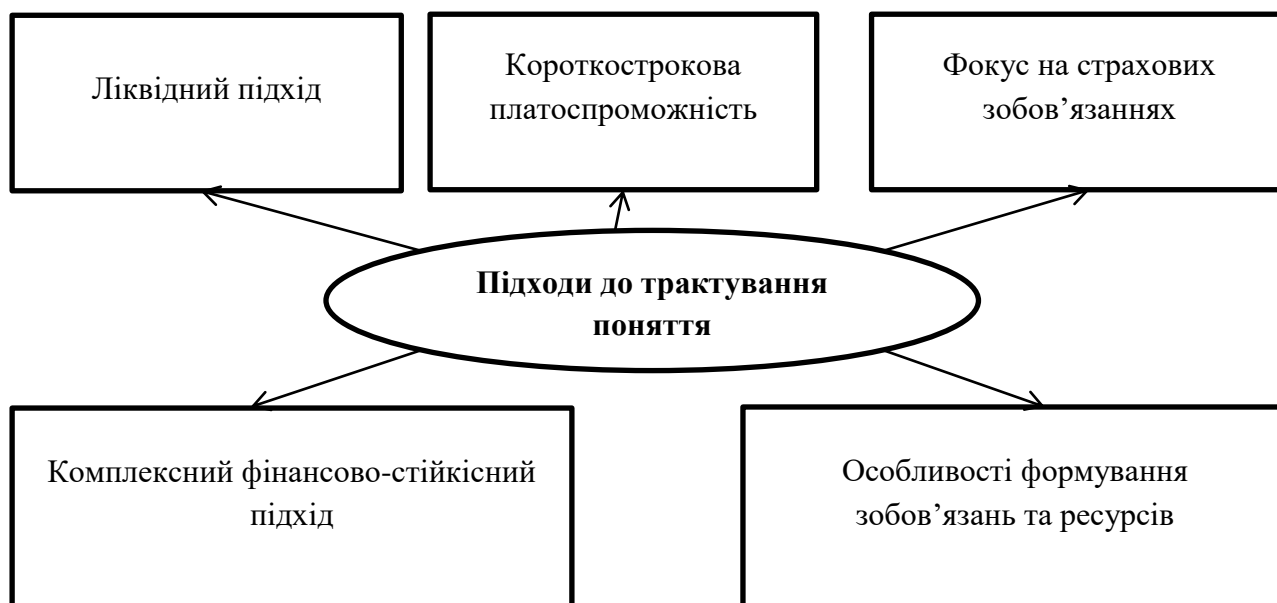 Ліквідний підхід
Короткострокова
платоспроможність
Фокус на страхових
зобов’язаннях
Підходи до трактування
поняття
Комплексний фінансово-стійкісний
підхід
Особливості формування
зобов’язань та ресурсів